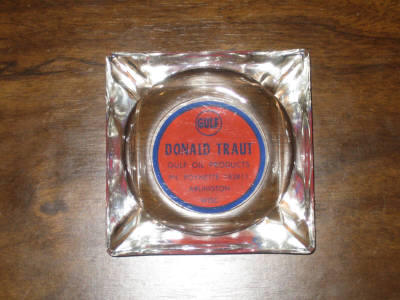 GULF
DONALD TRAUT
GULF OIL PRODUCTS
ARLINGTON